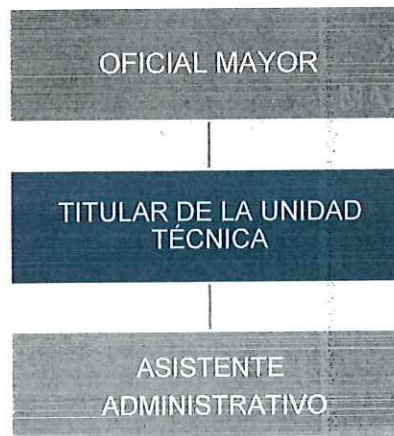 OFICIAL MAYOR
TITULAR DE LA UNIDAD
TÉCNICA
ASISTENTE
ADMINISTRATIVO